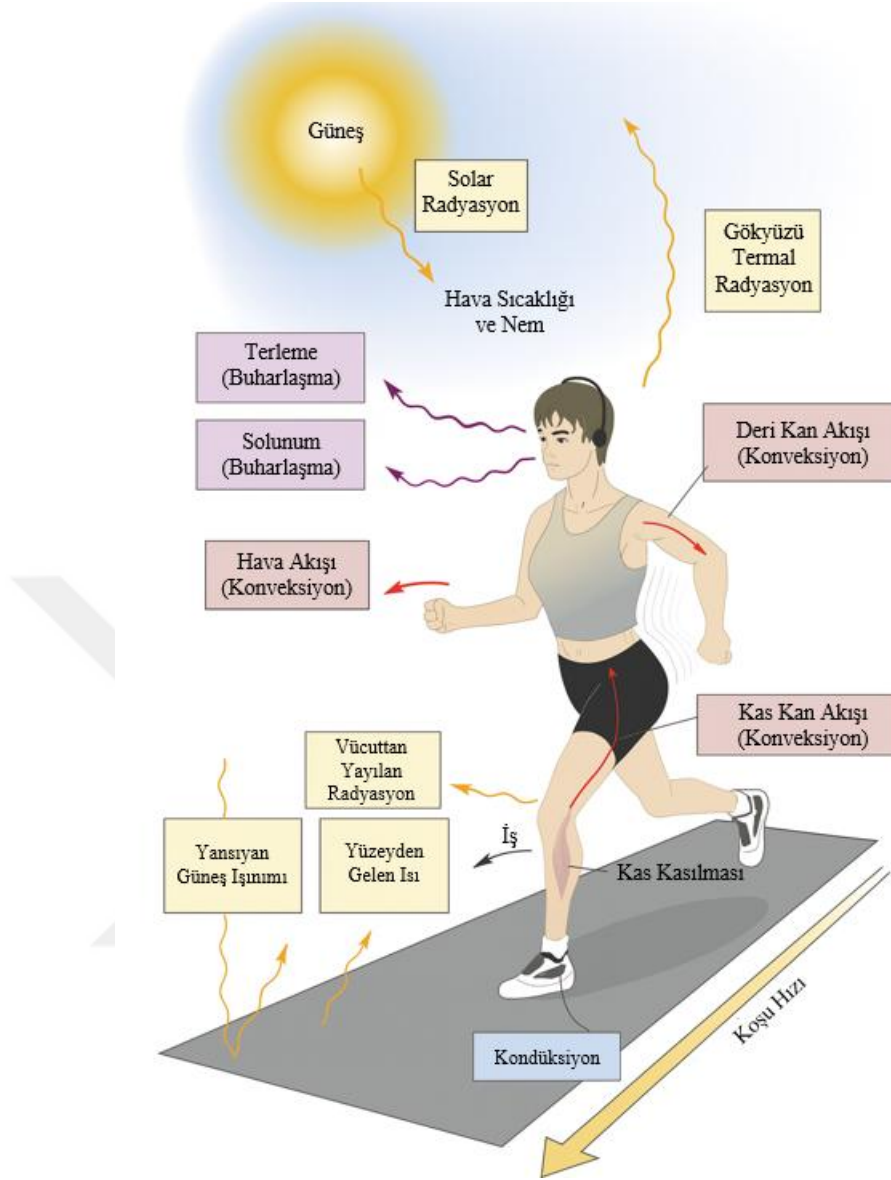 Güneş
Solar
Radyasyon
Gökyüzü
Termal
Radyasyon
Hava Sıcaklığı
ve Nem
Terleme
(Buharlaşma)
Solunum
(Buharlaşma)
Deri Kan Akışı
(Konveksiyon)
Hava Akışı
(Konveksiyon)
Kas Kan Akışı
(Konveksiyon)
Vücuttan
Yayılan
Radyasyon
Yansıyan
Güneş Işınımı
Yüzeyden
Gelen Isı
İş
Kas Kasılması
Kondüksiyon
Koşu Hızı